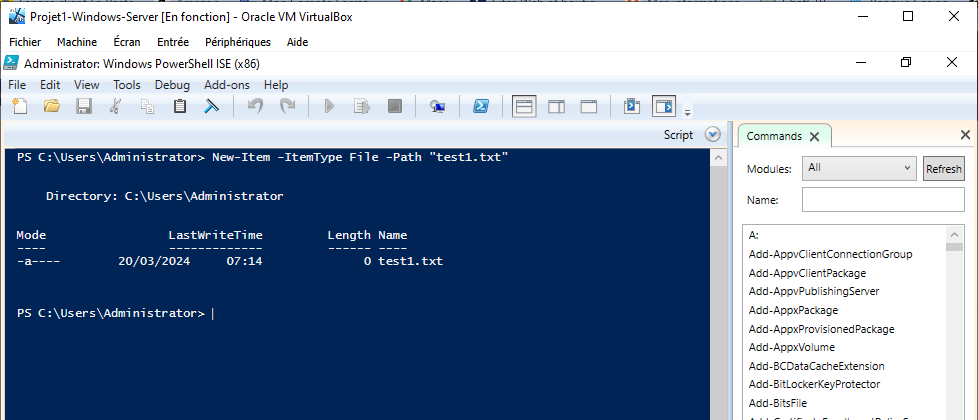 Projet1-Windows-Server [En fonction] - Oracle VM VirtualBox
Fichier Machine Écran Entrée Périphériques Aide
Administrator: Windows PowerShell ISE (x86)
File Edit View Tools Debug Add-ons Help
Script
PS C:\Users\Administrator> New-Item -ItemType File -Path "test1.txt"
Directory: C:\Users\Administrator
Mode LastWriteTime Length Name
---- ------------- ------ ----
-a---- 20/03/2024 07:14 0 test1.txt
PS C:\Users\Administrator>
Commands
Modules: All Refresh
Name:
A:
Add-AppvClientConnectionGroup
Add-AppvClientPackage
Add-AppvPublishingServer
Add-AppxPackage
Add-AppxProvisionedPackage
Add-AppxVolume
Add-BCDataCacheExtension
Add-BitLockerKeyProtector
Add-BitsFile